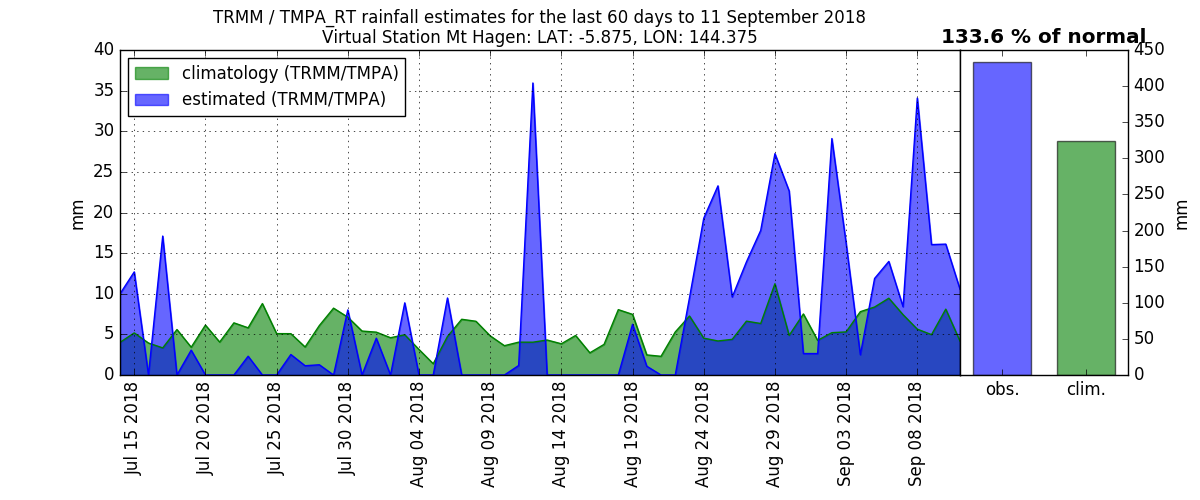 TRMM / TMPA_RT rainfall estimates for the last 60 days to 11 September 2018
Virtual Station Mt Hagen: LAT: -5.875, LON: 144.375
133.6 % of normal
climatology (TRMM/TMPA)
estimated (TRMM/TMPA)
40
35
30
25
20
15
10
5
0
mm
450
400
350
300
250
200
150
100
50
0
mm
Jul 15 2018
Jul 20 2018
Jul 25 2018
Jul 30 2018
Aug 04 2018
Aug 09 2018
Aug 14 2018
Aug 19 2018
Aug 24 2018
Aug 29 2018
Sep 03 2018
Sep 08 2018
obs.
clim.